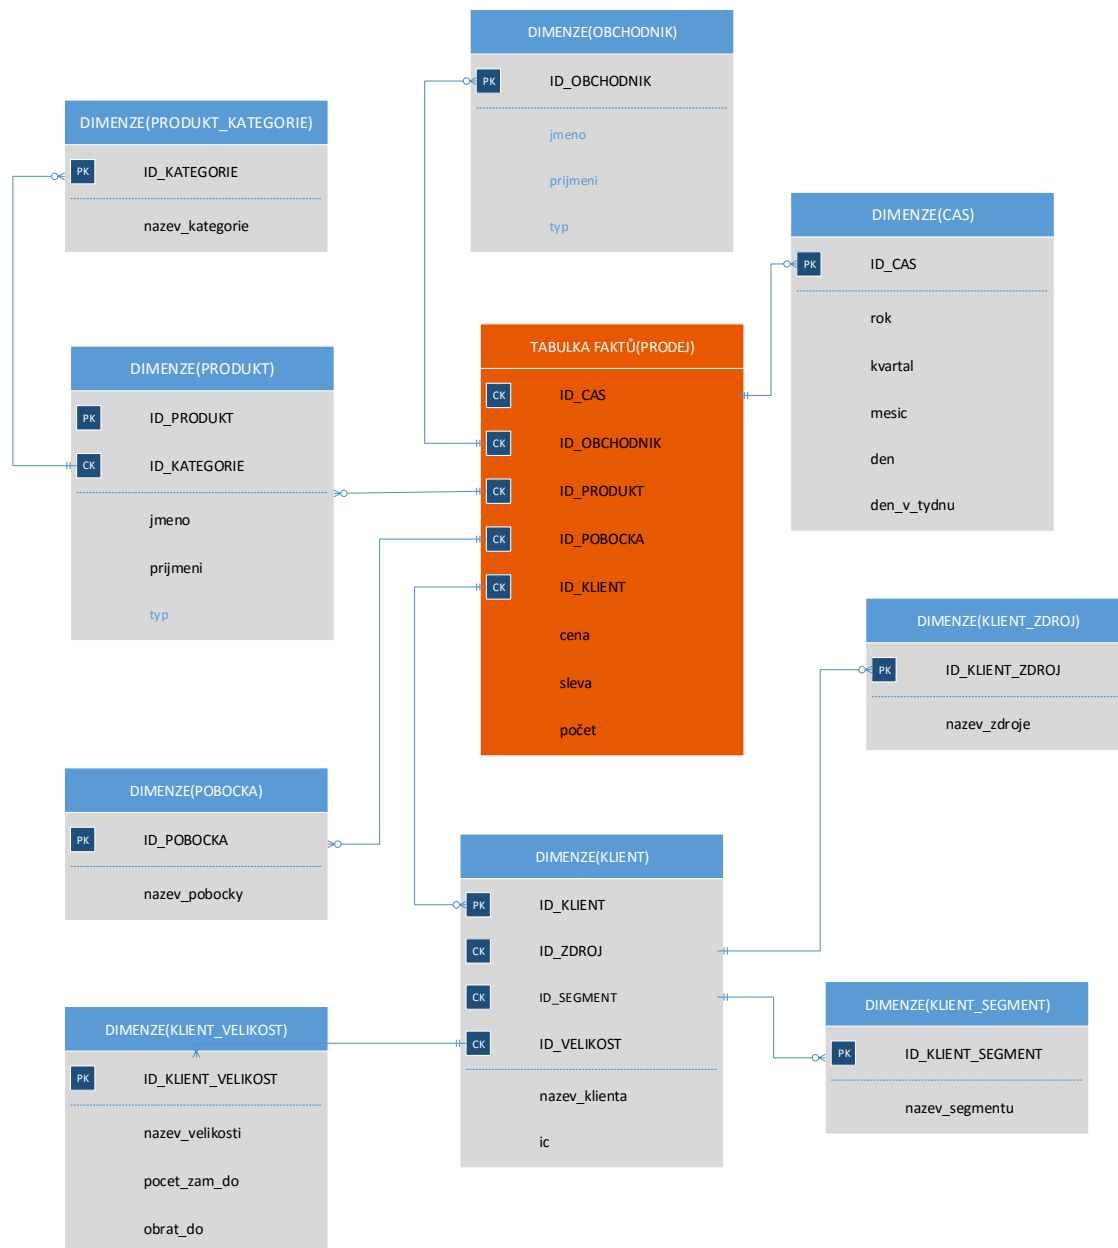 DIMENZE(OBCHODNIK)
PK ID_OBCHODNIK
jmeno
prijmeni
typ
DIMENZE(PRODUKT_KATEGORIE)
PK ID_KATEGORIE
nazev_kategorie
DIMENZE(CAS)
PK ID_CAS
rok
kvartal
mesic
den
den_v_tydnu
TABULKA FAKTŮ(PRODEJ)
CK ID_CAS
CK ID_OBCHODNIK
CK ID_PRODUKT
CK ID_POBOCKA
CK ID_KLIENT
cena
sleva
počet
DIMENZE(PRODUKT)
PK ID_PRODUKT
CK ID_KATEGORIE
jmeno
prijmeni
typ
DIMENZE(KLIENT_ZDROJ)
PK ID_KLIENT_ZDROJ
nazev_zdroje
DIMENZE(POBOCKA)
PK ID_POBOCKA
nazev_pobocky
DIMENZE(KLIENT)
PK ID_KLIENT
CK ID_ZDROJ
CK ID_SEGMENT
CK ID_VELIKOST
nazev_klienta
ic
DIMENZE(KLIENT_SEGMENT)
PK ID_KLIENT_SEGMENT
nazev_segmentu
DIMENZE(KLIENT_VELIKOST)
PK ID_KLIENT_VELIKOST
nazev_velikosti
pocet_zam_do
obrat_do